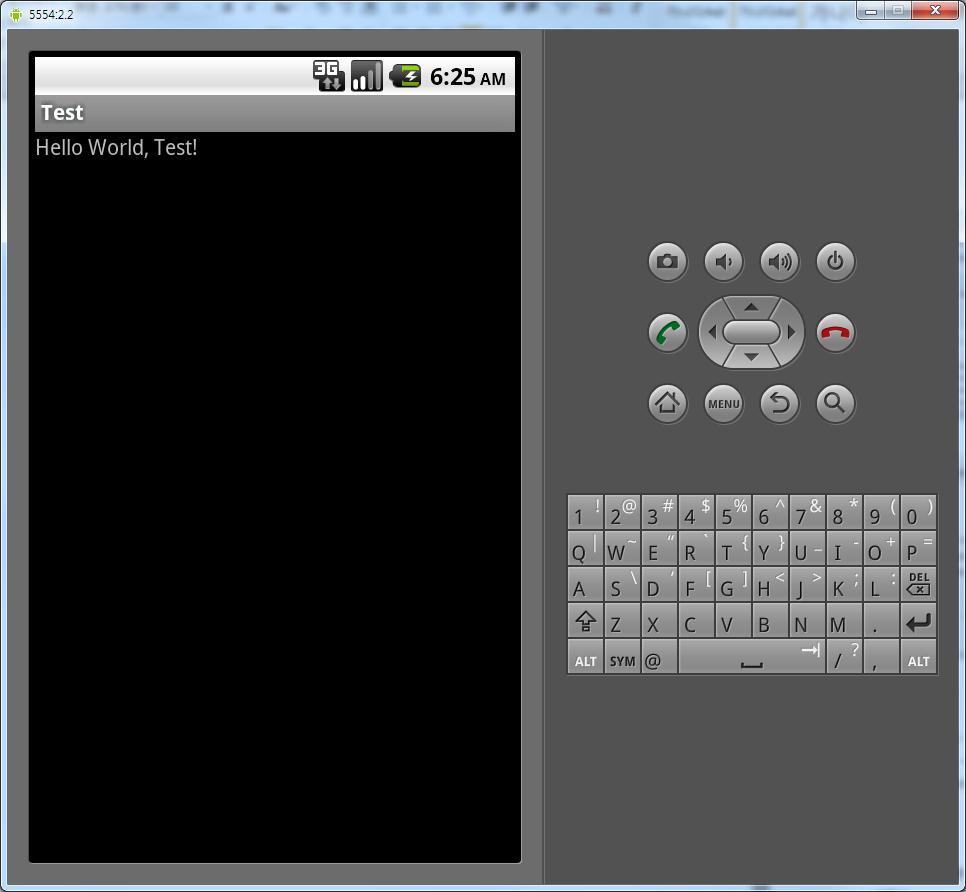 5554:2.2
3G 6:25 AM
Test
Hello World, Test!
MENU
1 ! 2 @ 3 # 4 $ 5 % 6 ^ 7 & 8 * 9 ( 0 )
Q | W ~ E “ R ` T { Y } U _ I - O + P =
A S \ D ‘ F [ G ] H < J > K ; L : DEL
Z X C V B N M .
ALT SYM @ / ? , ALT